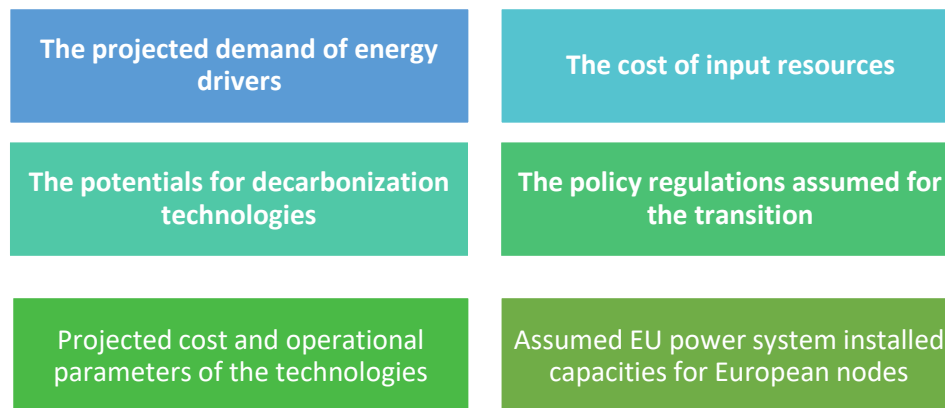 The projected demand of energy
drivers
The cost of input resources
The potentials for decarbonization
technologies
The policy regulations assumed for
the transition
Projected cost and operational
parameters of the technologies
Assumed EU power system installed
capacities for European nodes